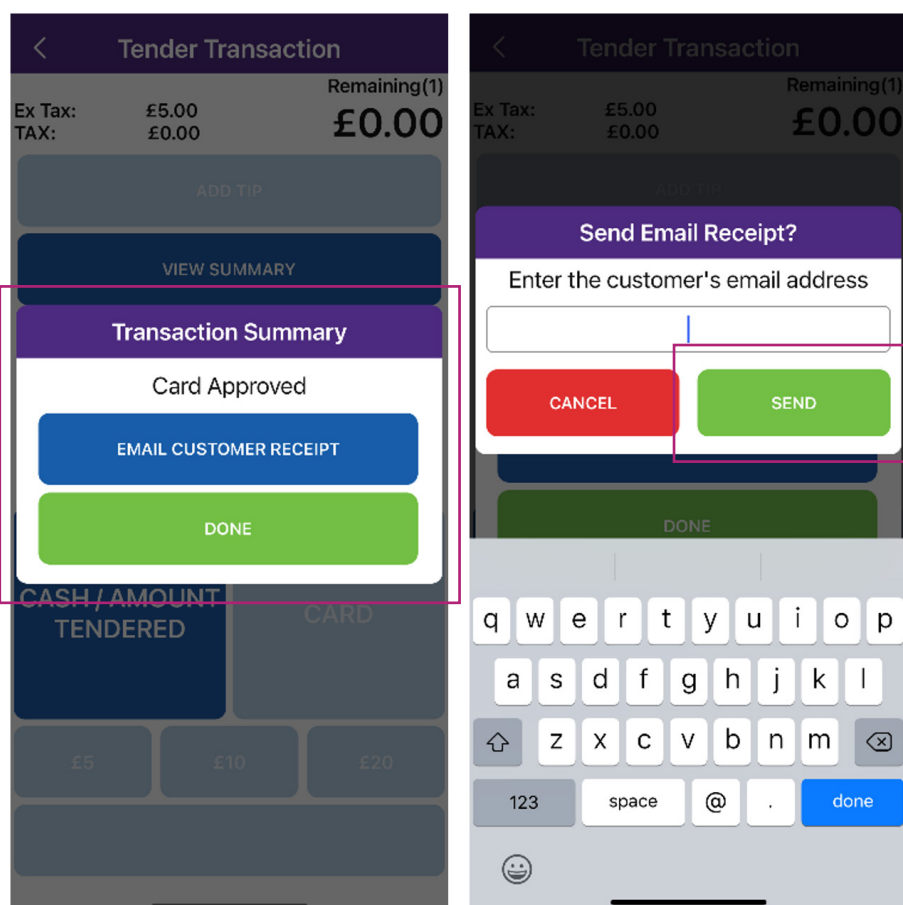 Tender Transaction
Remaining(1)
Ex Tax: £5.00
TAX: £0.00
£0.00
ADD TIP
VIEW SUMMARY
Transaction Summary
Card Approved
EMAIL CUSTOMER RECEIPT
DONE
CASH / AMOUNT
TENDERED
CARD
£5 £10 £20
Tender Transaction
Remaining(1)
Ex Tax: £5.00
TAX: £0.00
£0.00
ADD TIP
Send Email Receipt?
Enter the customer's email address
CANCEL SEND
DONE
q w e r t y u i o p
a s d f g h j k l
z x c v b n m
123 space @ . done